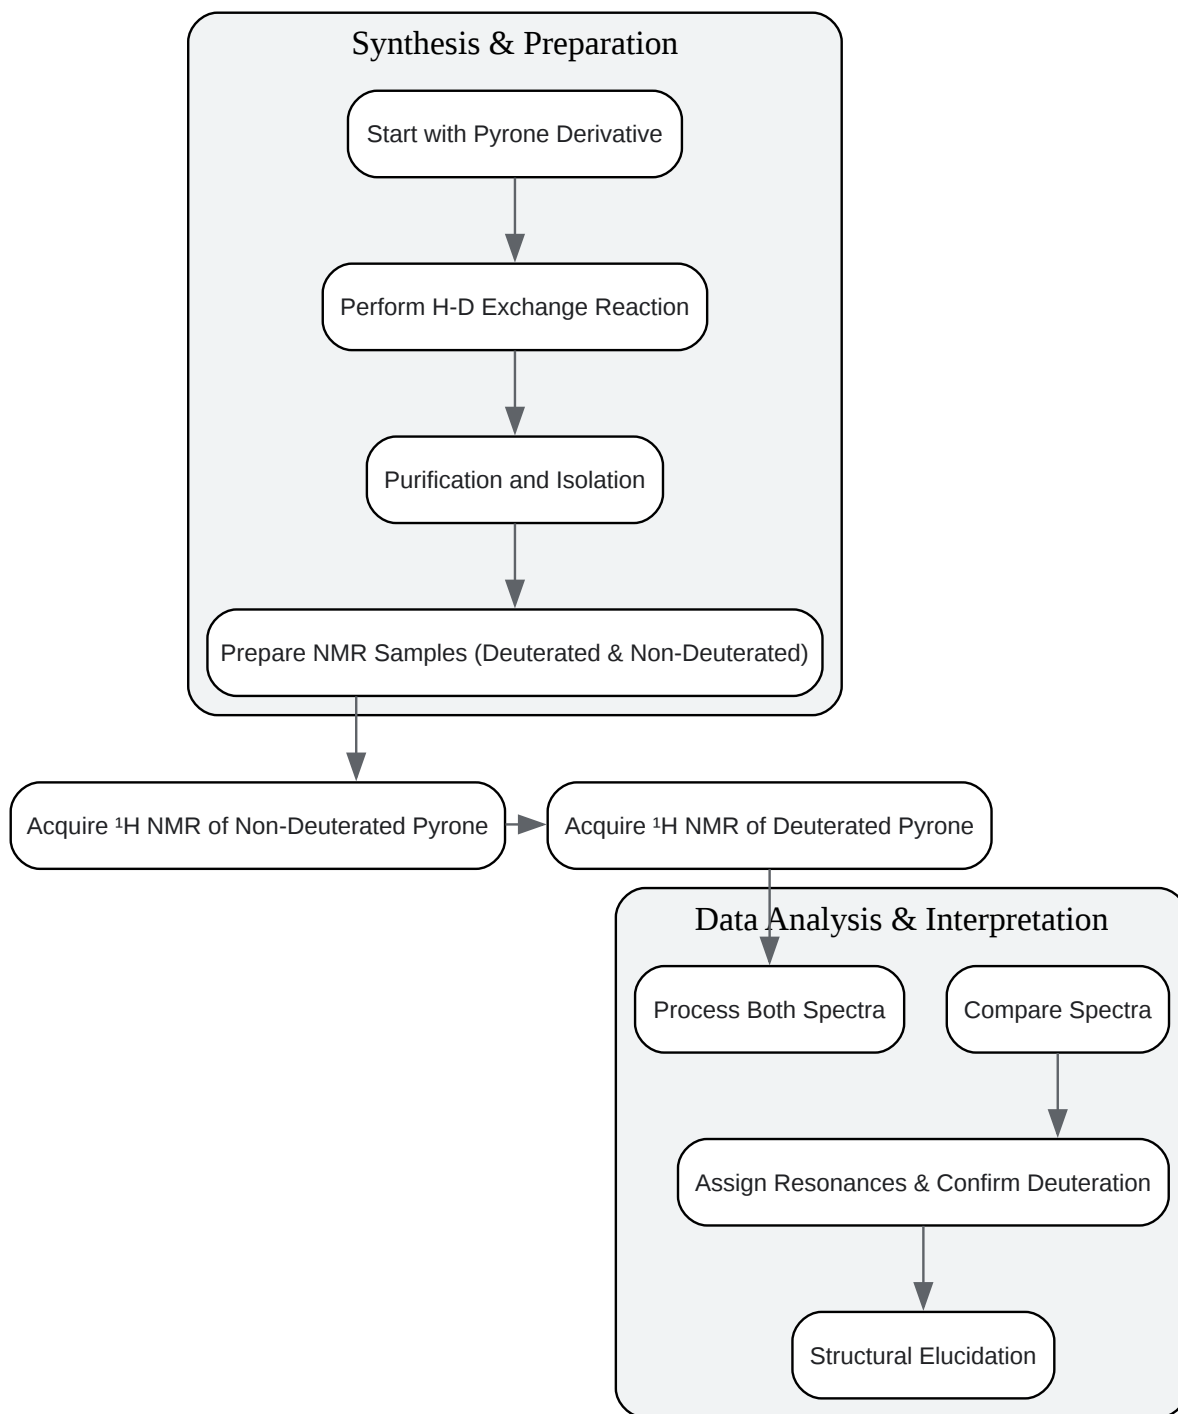 Synthesis & Preparation
Start with Pyrone Derivative
Perform H-D Exchange Reaction
Purification and Isolation
Prepare NMR Samples (Deuterated & Non-Deuterated)
Acquire ¹H NMR of Non-Deuterated Pyrone
Acquire ¹H NMR of Deuterated Pyrone
Data Analysis & Interpretation
Process Both Spectra
Compare Spectra
Assign Resonances & Confirm Deuteration
Structural Elucidation